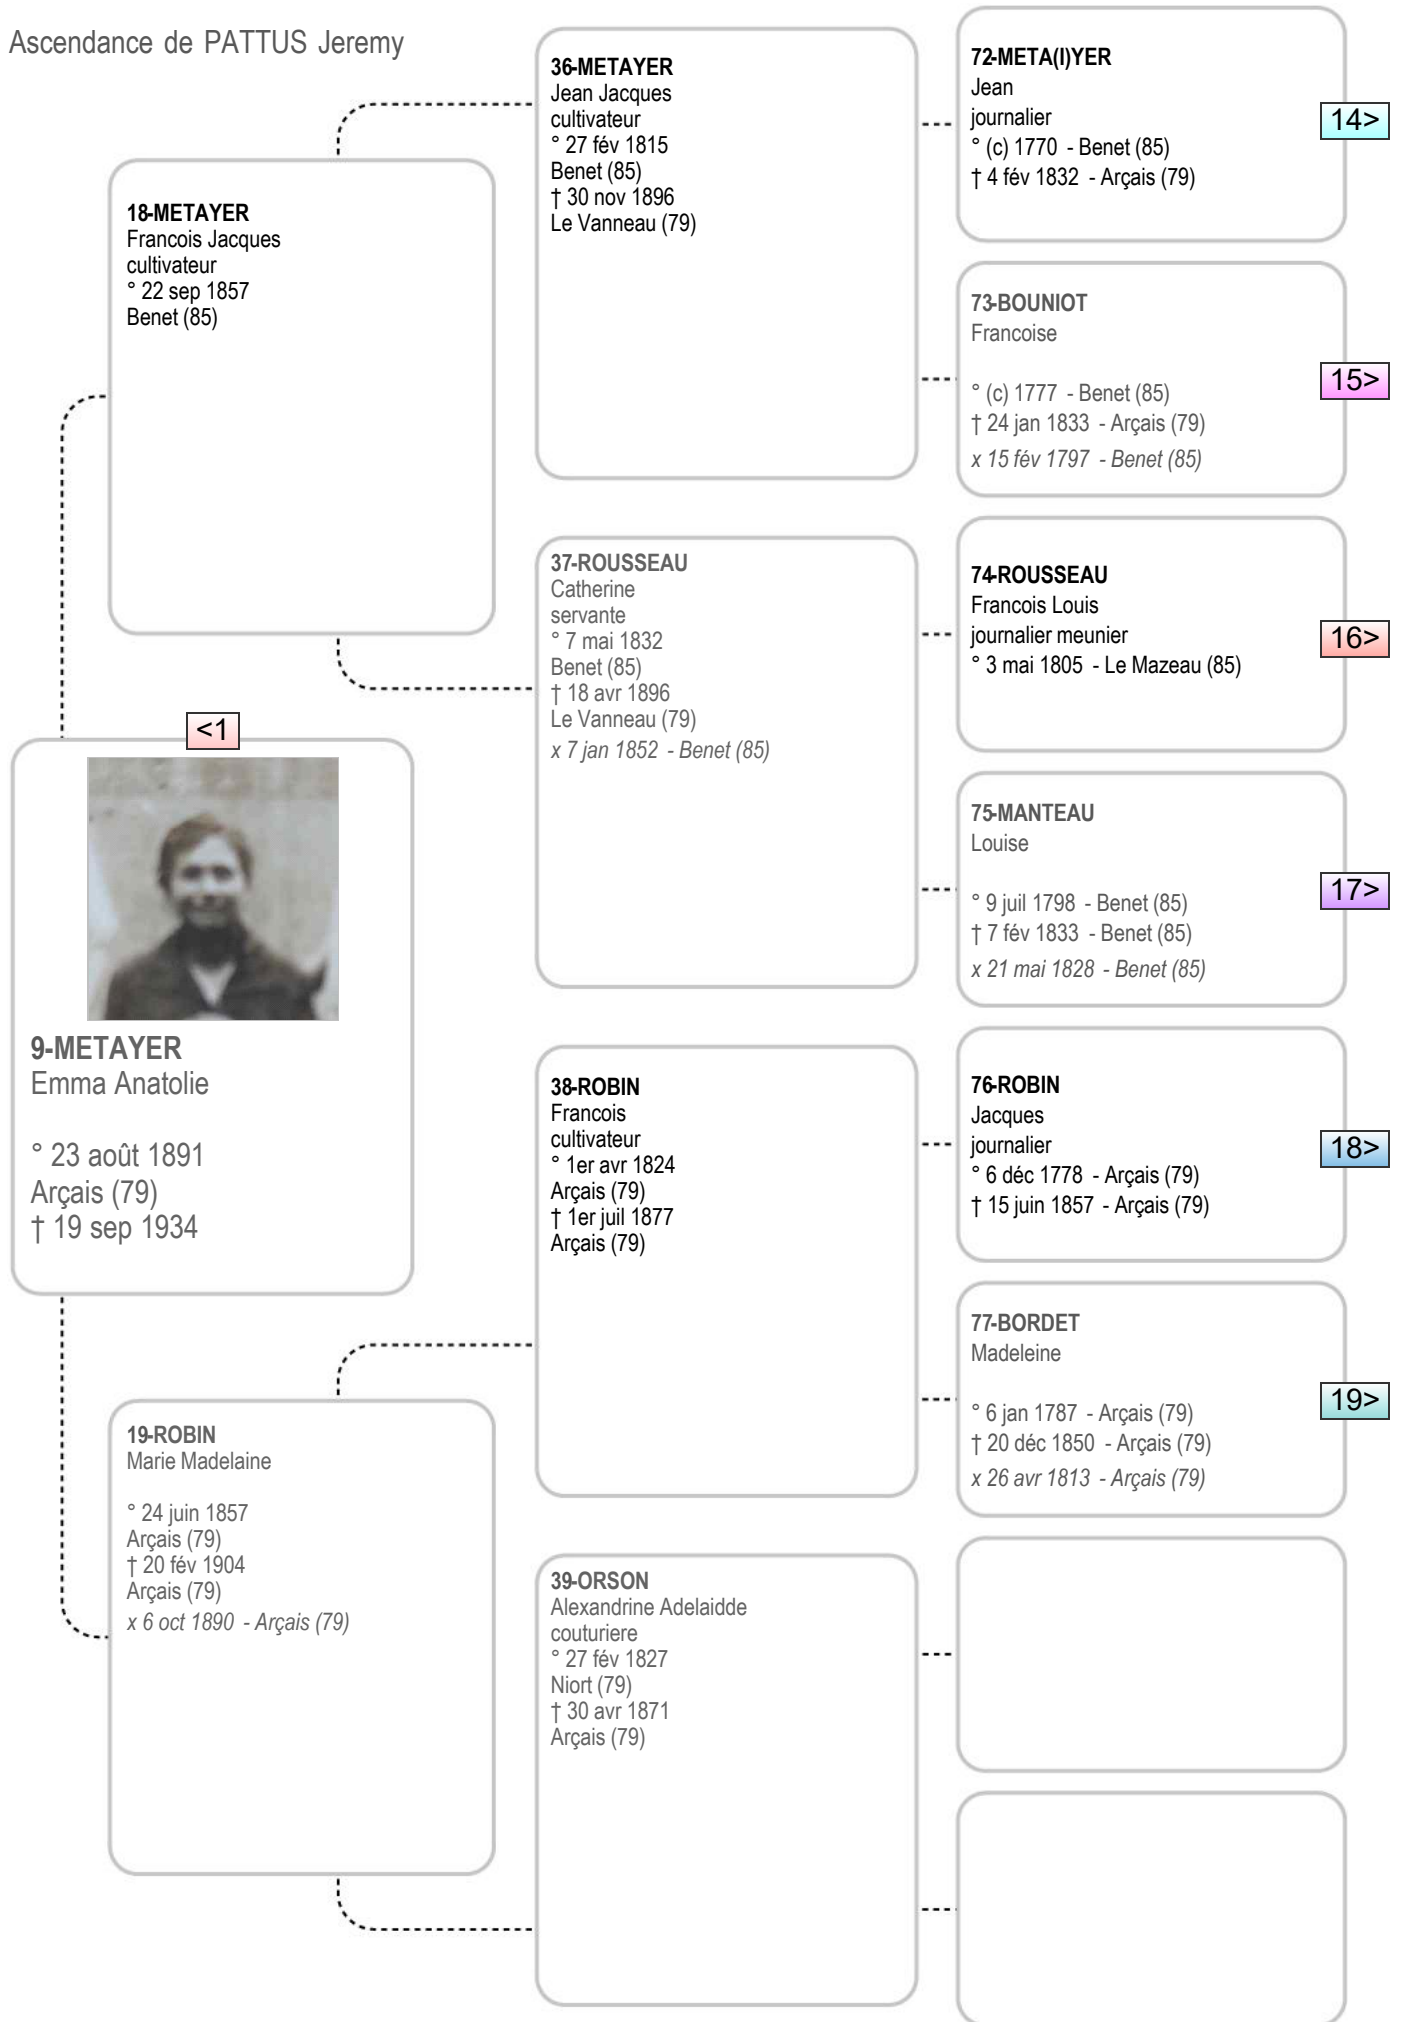 Ascendance de PATTUS Jeremy
18-METAYER
Francois Jacques
cultivateur
° 22 sep 1857
Benet (85)
<1
9-METAYER
Emma Anatolie
° 23 août 1891
Arçais (79)
† 19 sep 1934
19-ROBIN
Marie Madelaine
° 24 juin 1857
Arçais (79)
† 20 fév 1904
Arçais (79)
x 6 oct 1890 - Arçais (79)
36-METAYER
Jean Jacques
cultivateur
° 27 fév 1815
Benet (85)
† 30 nov 1896
Le Vanneau (79)
37-ROUSSEAU
Catherine
servante
° 7 mai 1832
Benet (85)
† 18 avr 1896
Le Vanneau (79)
x 7 jan 1852 - Benet (85)
38-ROBIN
Francois
cultivateur
° 1er avr 1824
Arçais (79)
† 1er juil 1877
Arçais (79)
39-ORSON
Alexandrine Adelaidde
couturiere
° 27 fév 1827
Niort (79)
† 30 avr 1871
Arçais (79)
72-META(I)YER
Jean
journalier
° (c) 1770 - Benet (85)
† 4 fév 1832 - Arçais (79)
14>
73-BOUNIOT
Francoise
° (c) 1777 - Benet (85)
† 24 jan 1833 - Arçais (79)
x 15 fév 1797 - Benet (85)
15>
74-ROUSSEAU
Francois Louis
journalier meunier
° 3 mai 1805 - Le Mazeau (85)
16>
75-MANTEAU
Louise
° 9 juil 1798 - Benet (85)
† 7 fév 1833 - Benet (85)
x 21 mai 1828 - Benet (85)
17>
76-ROBIN
Jacques
journalier
° 6 déc 1778 - Arçais (79)
† 15 juin 1857 - Arçais (79)
18>
77-BORDET
Madeleine
° 6 jan 1787 - Arçais (79)
† 20 déc 1850 - Arçais (79)
x 26 avr 1813 - Arçais (79)
19>